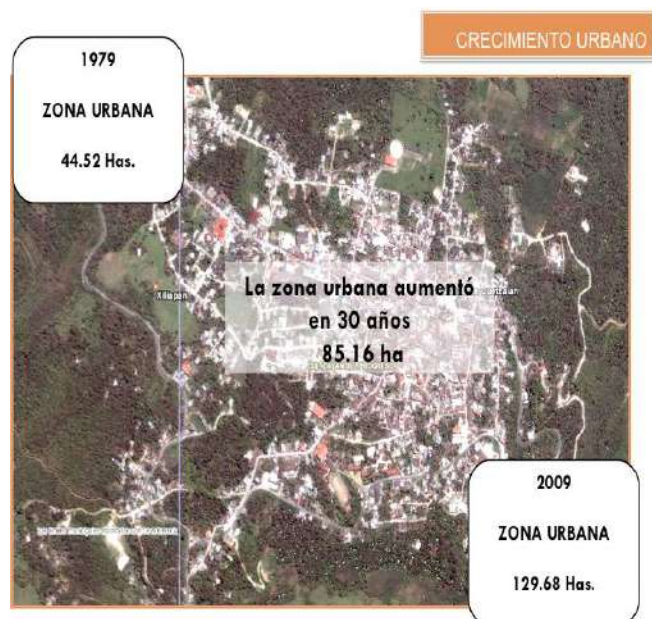 CRECIMIENTO URBANO
1979
ZONA URBANA
44.52 Has.
La zona urbana aumentó
en 30 años
85.16 ha
Xiliapan
2009
ZONA URBANA
129.68 Has.